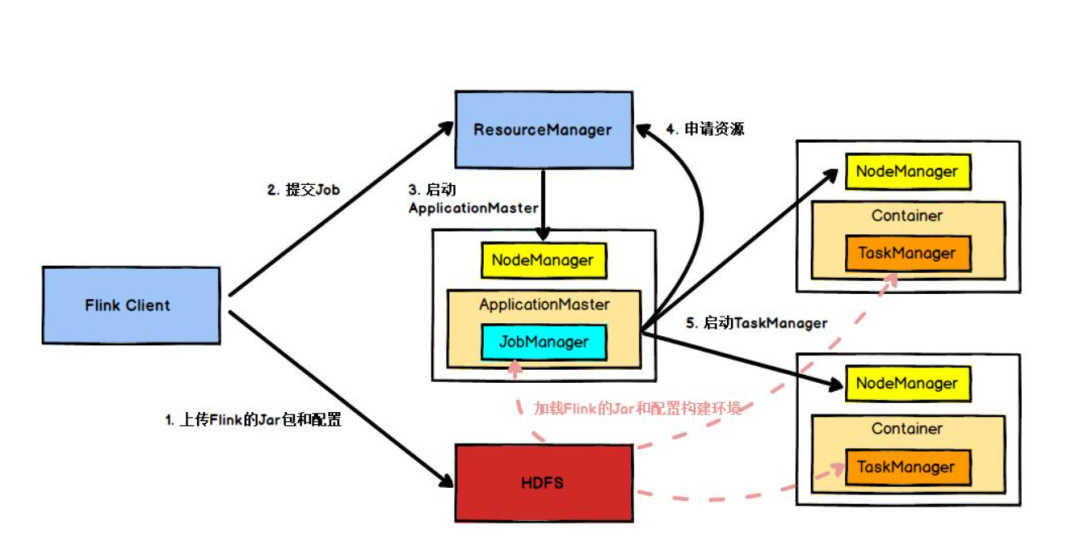 ResourceManager
4. 申请资源
2. 提交Job
3. 启动
ApplicationMaster
NodeManager
Container
TaskManager
Flink Client
NodeManager
ApplicationMaster
JobManager
5. 启动TaskManager
1. 上传Flink的Jar包和配置
加载Flink的Jar和配置构建环境
NodeManager
Container
TaskManager
HDFS